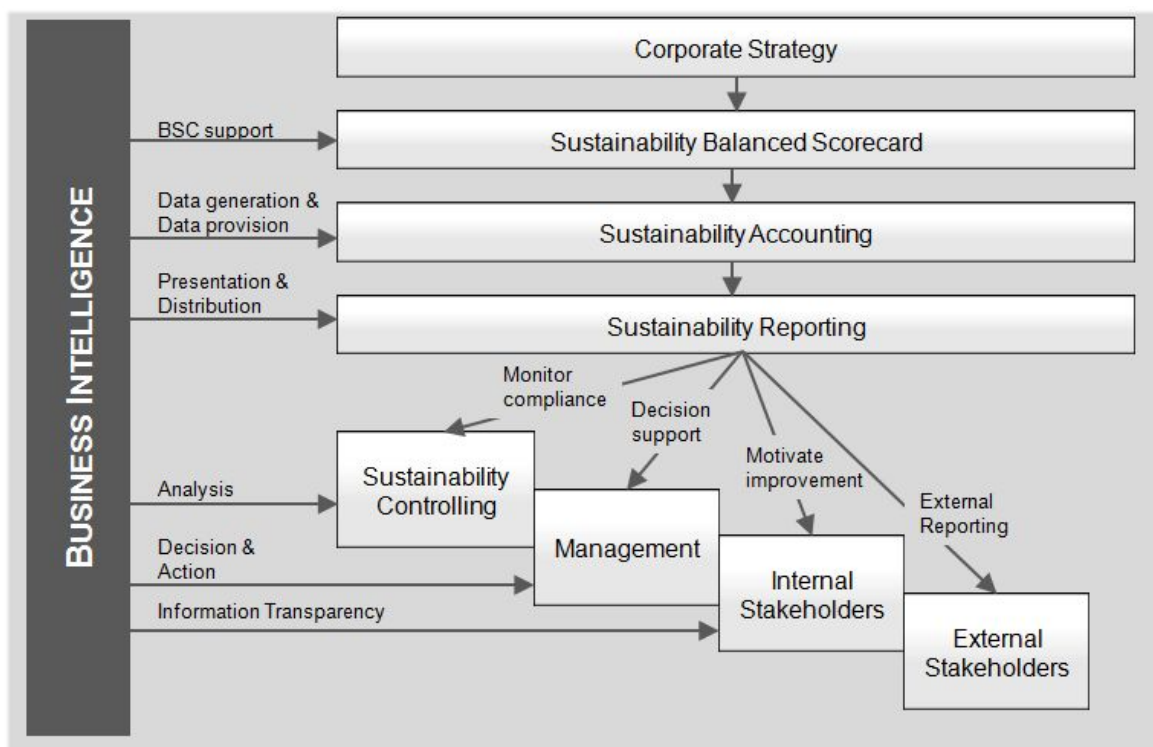 BUSINESS INTELLIGENCE
Corporate Strategy
BSC support
Sustainability Balanced Scorecard
Data generation &
Data provision
Sustainability Accounting
Presentation &
Distribution
Sustainability Reporting
Monitor
compliance
Decision
support
Motivate
improvement
External
Reporting
Analysis
Sustainability
Controlling
Decision &
Action
Management
Information Transparency
Internal
Stakeholders
External
Stakeholders